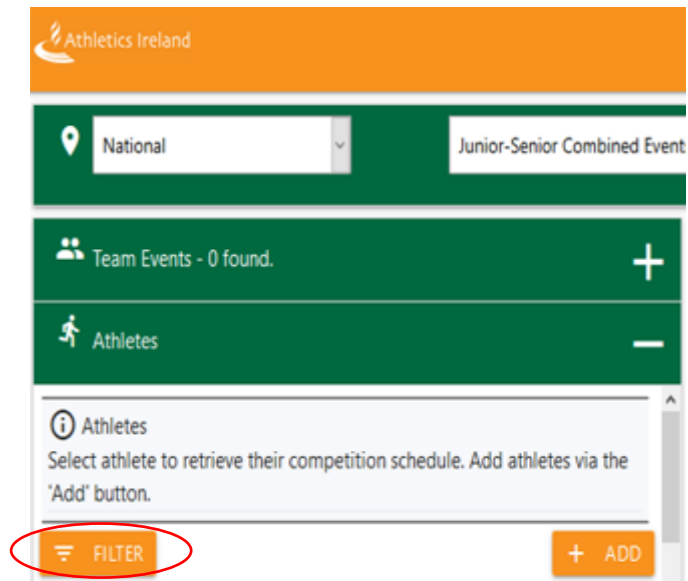 Athletics Ireland
National
Junior-Senior Combined Event
Team Events - 0 found.
Athletes
Athletes
Select athlete to retrieve their competition schedule. Add athletes via the
'Add' button.
FILTER
+ ADD